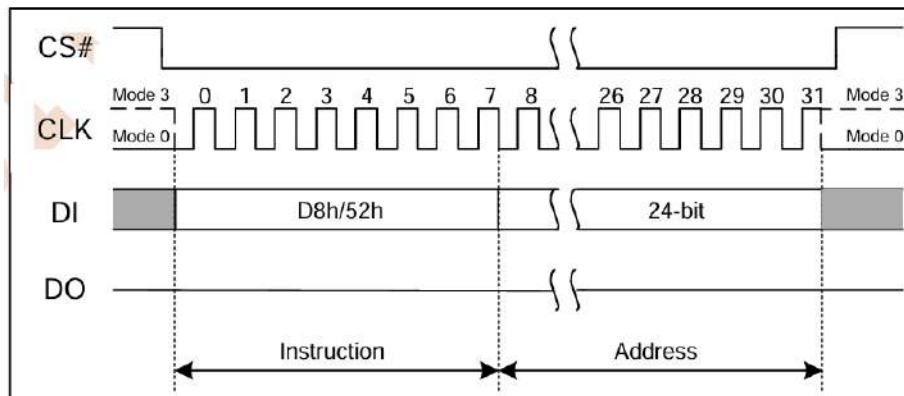 CS#
Mode 3 0 1 2 3 4 5 6 7 8 26 27 28 29 30 31 Mode 3
CLK
Mode 0 Mode 0
DI D8h/52h 24-bit
DO
Instruction Address